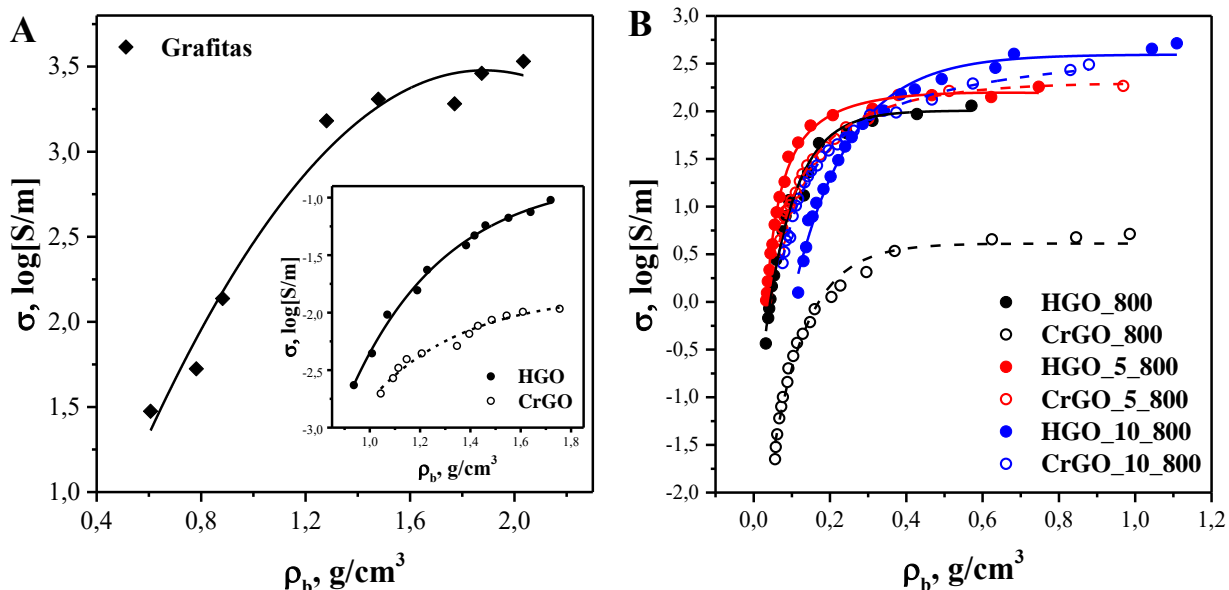 A
Grafitas
σ, log[S/m]
3,5
3,0
2,5
2,0
1,5
1,0
0,4
0,8
1,2
1,6
2,0
ρb, g/cm³
σ, log[S/m]
-1,0
-1,5
-2,0
-2,5
-3,0
HGO
CrGO
1,0
1,2
1,4
1,6
1,8
ρb, g/cm³
B
σ, log[S/m]
3,0
2,5
2,0
1,5
1,0
0,5
0,0
-0,5
-1,0
-1,5
-2,0
HGO_800
CrGO_800
HGO_5_800
CrGO_5_800
HGO_10_800
CrGO_10_800
0,0
0,2
0,4
0,6
0,8
1,0
1,2
ρb, g/cm³